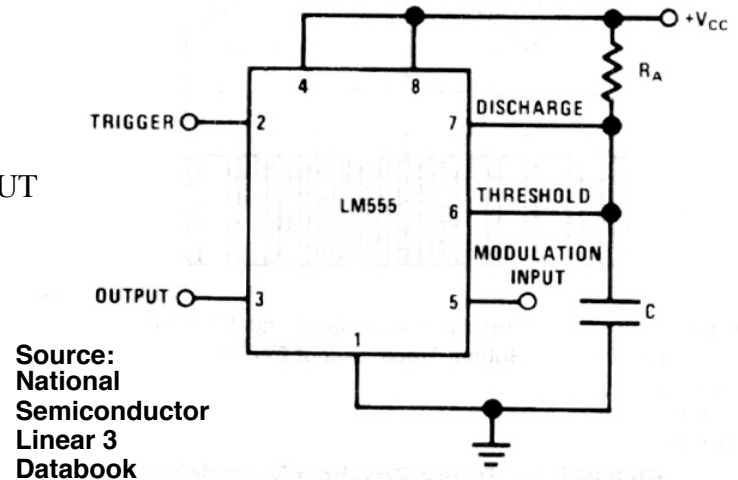 +VCC
RA
4
8
TRIGGER
2
7
DISCHARGE
UT
LM555
6
THRESHOLD
MODULATION
INPUT
OUTPUT
3
5
C
1
Source:
National
Semiconductor
Linear 3
Databook